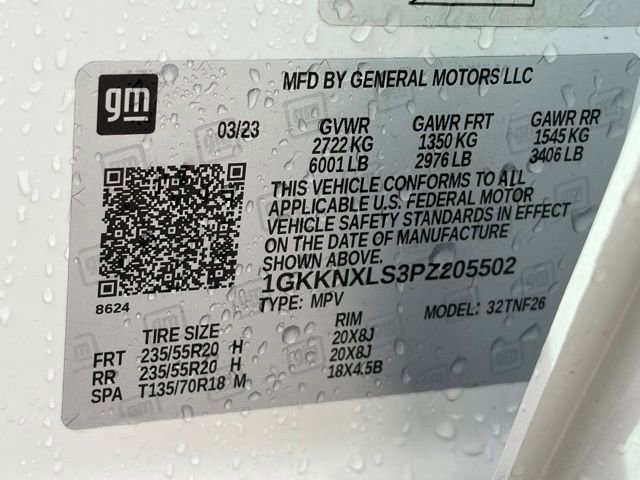 gm
MFD BY GENERAL MOTORS LLC
03/23 GVWR GAWR FRT GAWR RR
2722 KG 1350 KG 1545 KG
6001 LB 2976 LB 3406 LB
THIS VEHICLE CONFORMS TO ALL
APPLICABLE U.S. FEDERAL MOTOR
VEHICLE SAFETY STANDARDS IN EFFECT
ON THE DATE OF MANUFACTURE
SHOWN ABOVE.
1GKKNXLS3PZ205502
8624 TYPE: MPV MODEL: 32TNF26
TIRE SIZE RIM
FRT 235/55R20 H 20X8J
RR 235/55R20 H 20X8J
SPA T135/70R18 M 18X4.5B